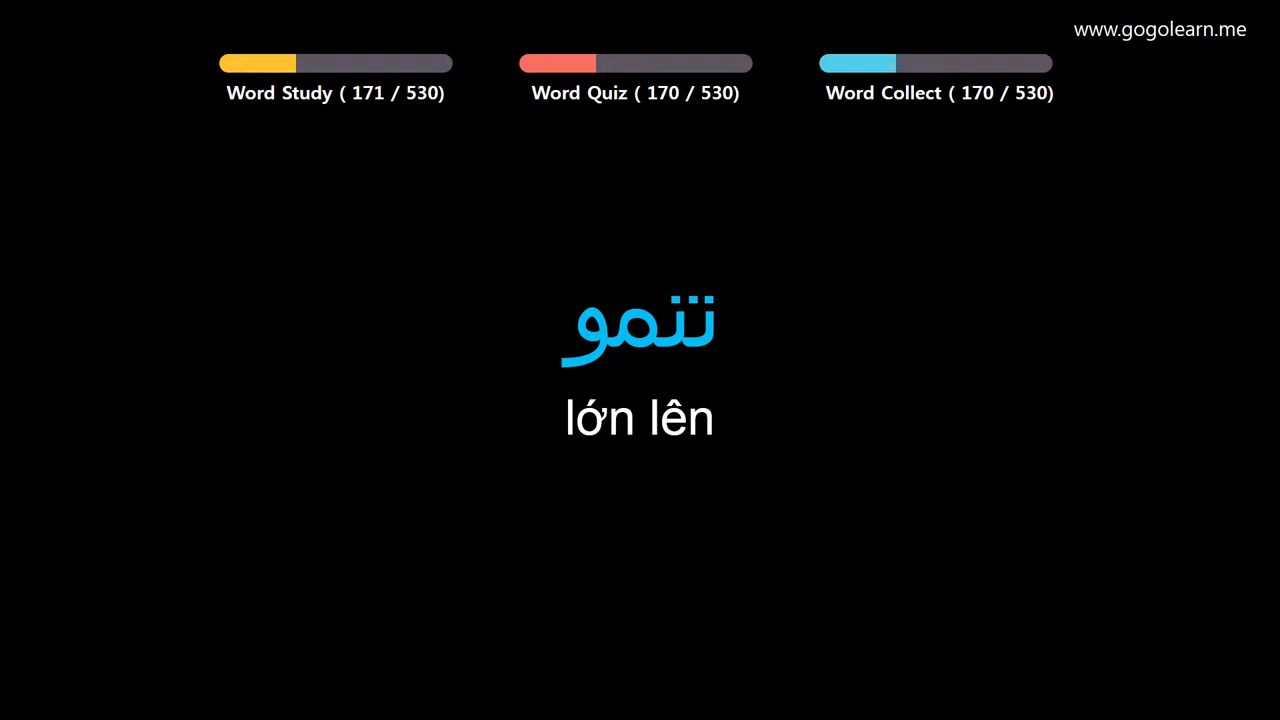 www.gogolearn.me
Word Study ( 171 / 530)
Word Quiz ( 170 / 530)
Word Collect ( 170 / 530)
تنمو
lớn lên